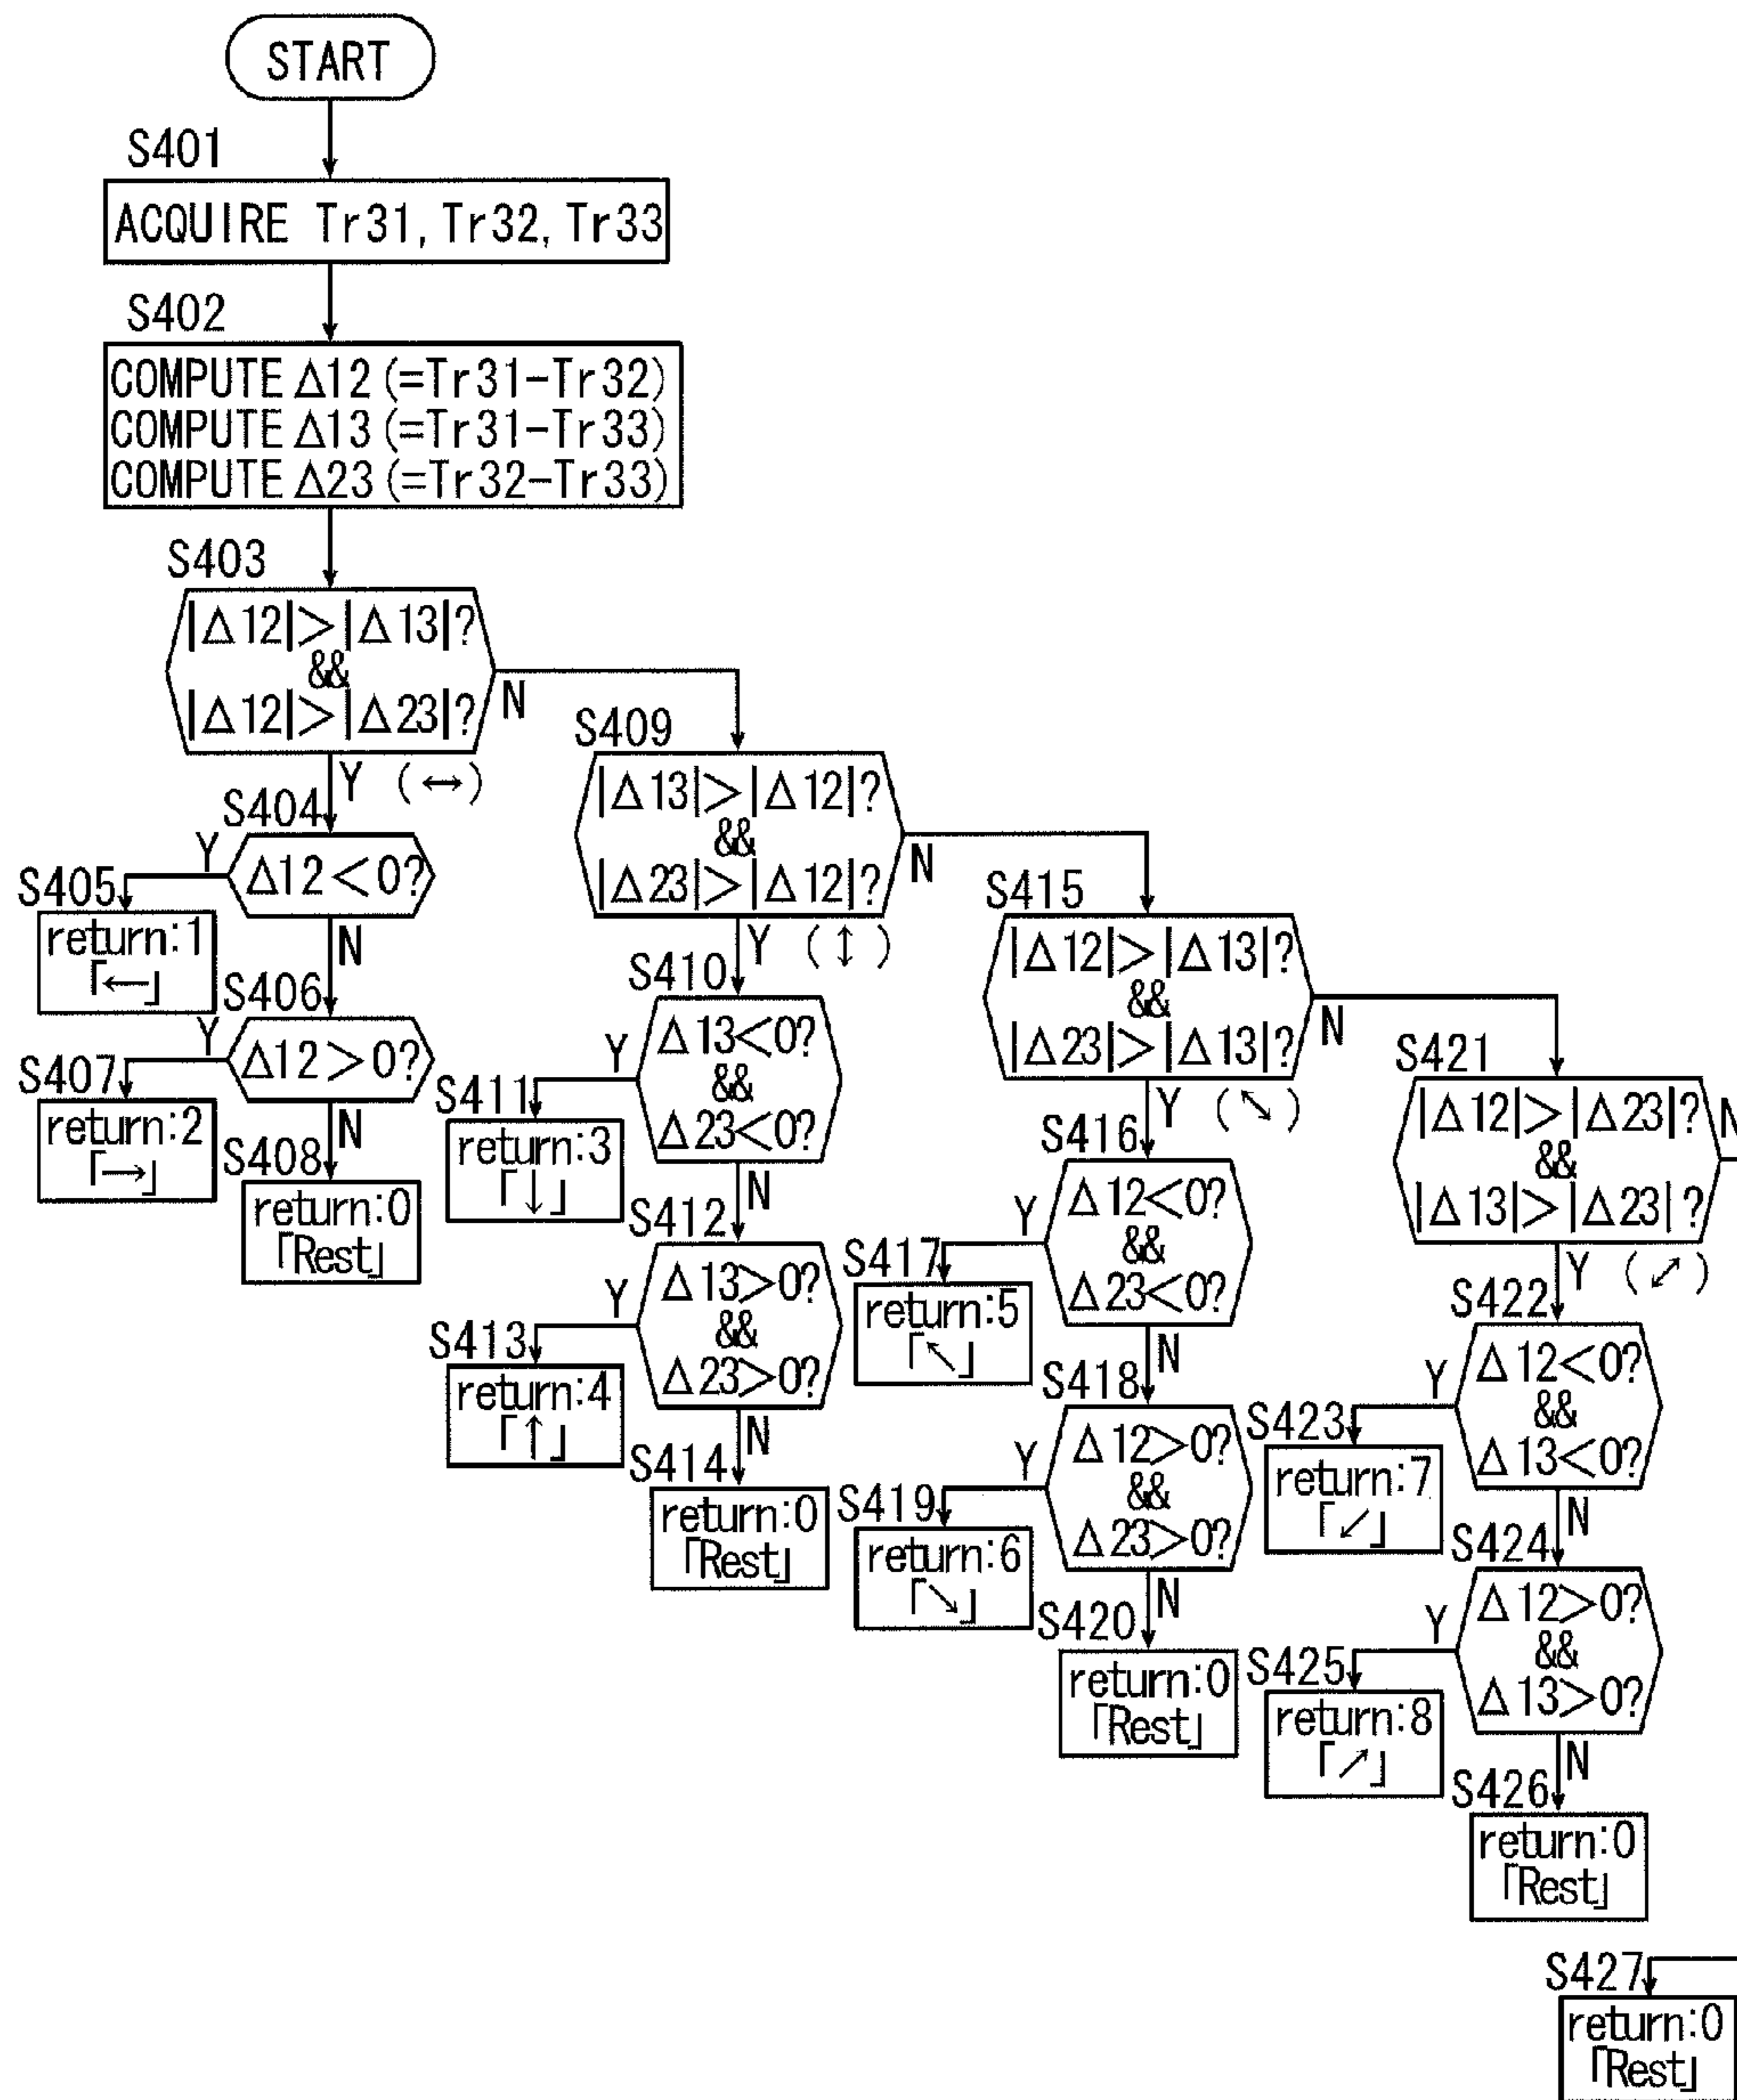 START
S401
ACQUIRE Tr31, Tr32, Tr33
S402
COMPUTE Δ12 (=Tr31-Tr32)
COMPUTE Δ13 (=Tr31-Tr33)
COMPUTE Δ23 (=Tr32-Tr33)
S403
|Δ12|>|Δ13|?
&&
|Δ12|>|Δ23|?
N
Y (↔)
S404
Δ12<0?
Y
S405
return:1
「←」
N
S406
Δ12>0?
Y
S407
return:2
「→」
N
S408
return:0
「Rest」
S409
|Δ13|>|Δ12|?
&&
|Δ23|>|Δ12|?
N
Y (↕)
S410
Δ13<0?
&&
Δ23<0?
Y
S411
return:3
「↓」
N
S412
Δ13>0?
&&
Δ23>0?
Y
S413
return:4
「↑」
N
S414
return:0
「Rest」
S415
|Δ12|>|Δ13|?
&&
|Δ23|>|Δ13|?
N
Y (⤡)
S416
Δ12<0?
&&
Δ23<0?
Y
S417
return:5
「↖」
N
S418
Δ12>0?
&&
Δ23>0?
Y
S419
return:6
「↘」
N
S420
return:0
「Rest」
S421
|Δ12|>|Δ23|?
&&
|Δ13|>|Δ23|?
N
Y (⤢)
S422
Δ12<0?
&&
Δ13<0?
Y
S423
return:7
「↙」
N
S424
Δ12>0?
&&
Δ13>0?
Y
S425
return:8
「↗」
N
S426
return:0
「Rest」
S427
return:0
「Rest」